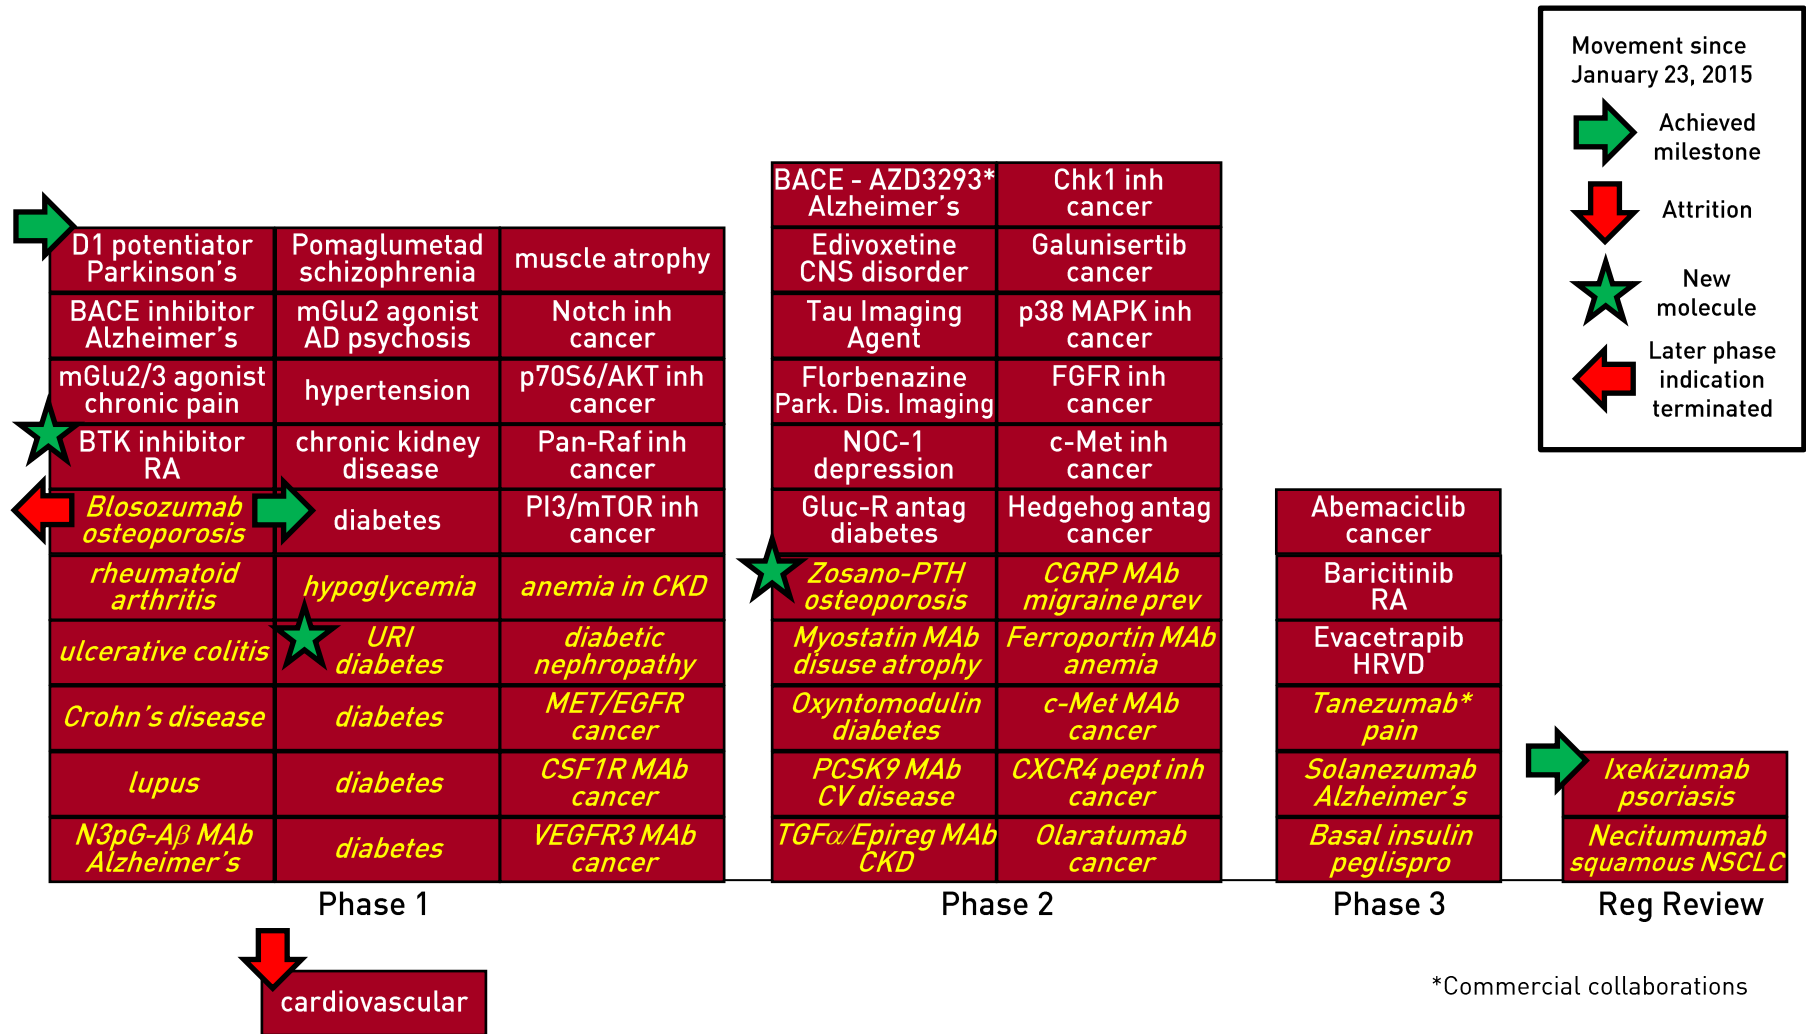 Movement since
January 23, 2015
Achieved
milestone
Attrition
New
molecule
Later phase
indication
terminated
D1 potentiator
Parkinson's
BACE inhibitor
Alzheimer's
mGlu2/3 agonist
chronic pain
BTK inhibitor
RA
Blosozumab
osteoporosis
rheumatoid
arthritis
ulcerative colitis
Crohn's disease
lupus
N3pG-Aβ MAb
Alzheimer's
Pomaglumetad
schizophrenia
mGlu2 agonist
AD psychosis
hypertension
chronic kidney
disease
diabetes
hypoglycemia
URI
diabetes
diabetes
diabetes
diabetes
muscle atrophy
Notch inh
cancer
p70S6/AKT inh
cancer
Pan-Raf inh
cancer
PI3/mTOR inh
cancer
anemia in CKD
diabetic
nephropathy
MET/EGFR
cancer
CSF1R MAb
cancer
VEGFR3 MAb
cancer
Phase 1
cardiovascular
BACE - AZD3293*
Alzheimer's
Edivoxetine
CNS disorder
Tau Imaging
Agent
Florbenazine
Park. Dis. Imaging
NOC-1
depression
Gluc-R antag
diabetes
Zosano-PTH
osteoporosis
Myostatin MAb
disuse atrophy
Oxyntomodulin
diabetes
PCSK9 MAb
CV disease
TGFα/Epireg MAb
CKD
Chk1 inh
cancer
Galunisertib
cancer
p38 MAPK inh
cancer
FGFR inh
cancer
c-Met inh
cancer
Hedgehog antag
cancer
CGRP MAb
migraine prev
Ferroportin MAb
anemia
c-Met MAb
cancer
CXCR4 pept inh
cancer
Olaratumab
cancer
Phase 2
Abemaciclib
cancer
Baricitinib
RA
Evacetrapib
HRVD
Tanezumab*
pain
Solanezumab
Alzheimer's
Basal insulin
peglispro
Phase 3
Ixekizumab
psoriasis
Necitumumab
squamous NSCLC
Reg Review
*Commercial collaborations